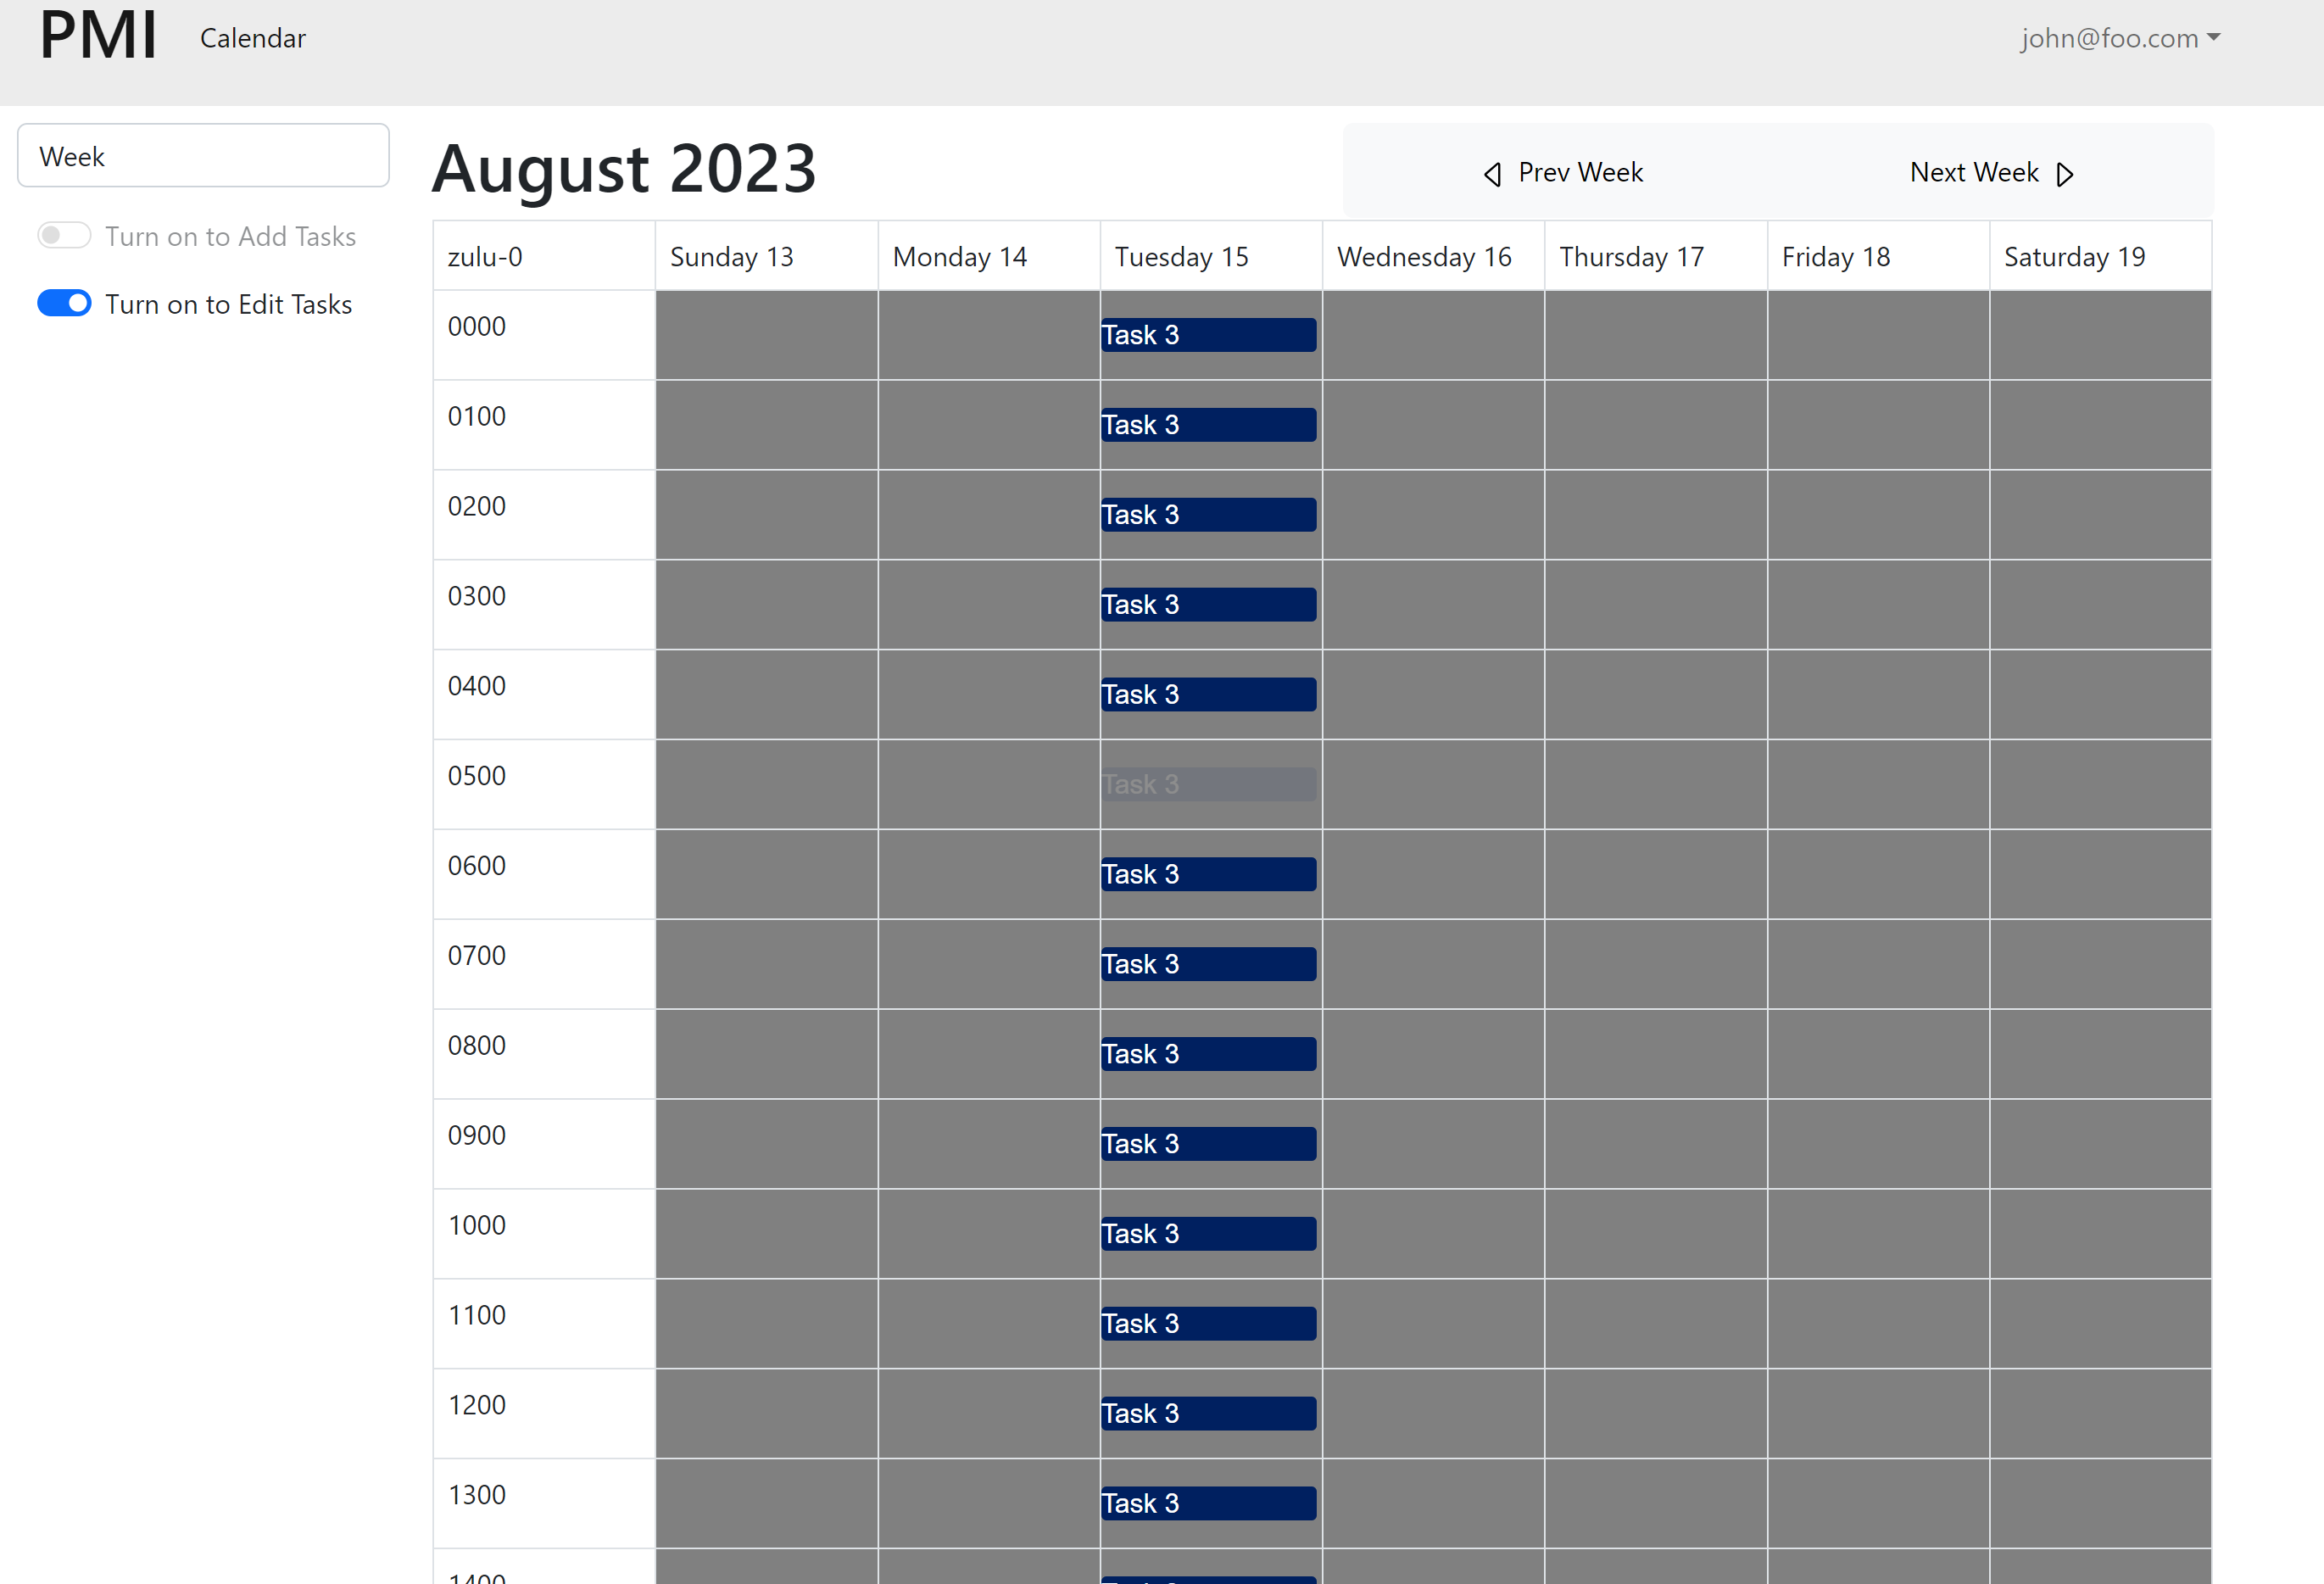 PMI Calendar john@foo.com
Week
August 2023 Prev Week Next Week
Turn on to Add Tasks
Turn on to Edit Tasks
zulu-0 Sunday 13 Monday 14 Tuesday 15 Wednesday 16 Thursday 17 Friday 18 Saturday 19
0000 Task 3
0100 Task 3
0200 Task 3
0300 Task 3
0400 Task 3
0500 Task 3
0600 Task 3
0700 Task 3
0800 Task 3
0900 Task 3
1000 Task 3
1100 Task 3
1200 Task 3
1300 Task 3
1400